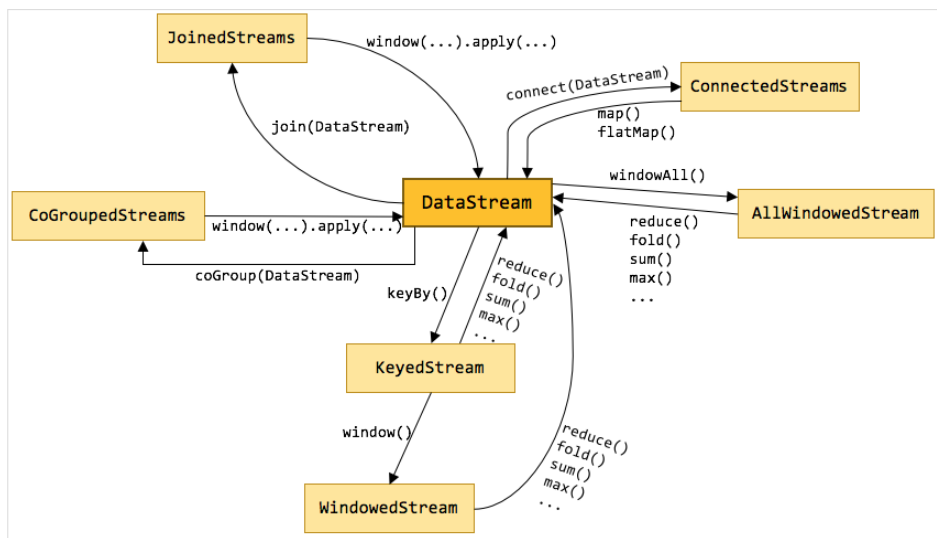 JoinedStreams
window(...).apply(...)
connect(DataStream)
ConnectedStreams
map()
flatMap()
join(DataStream)
windowAll()
DataStream
CoGroupedStreams
window(...).apply(...)
AllWindowedStream
reduce()
fold()
sum()
max()
...
coGroup(DataStream)
keyBy()
reduce()
fold()
sum()
max()
...
KeyedStream
window()
reduce()
fold()
sum()
max()
...
WindowedStream